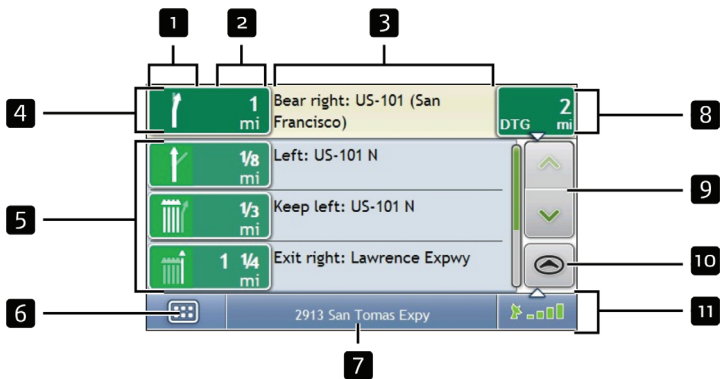 1
2
3
4
1
mi
Bear right: US-101 (San
Francisco)
2
DTG mi
8
5
1/8
mi
Left: US-101 N
9
1/3
mi
Keep left: US-101 N
1 1/4
mi
Exit right: Lawrence Expwy
10
6
2913 San Tomas Expy
11
7